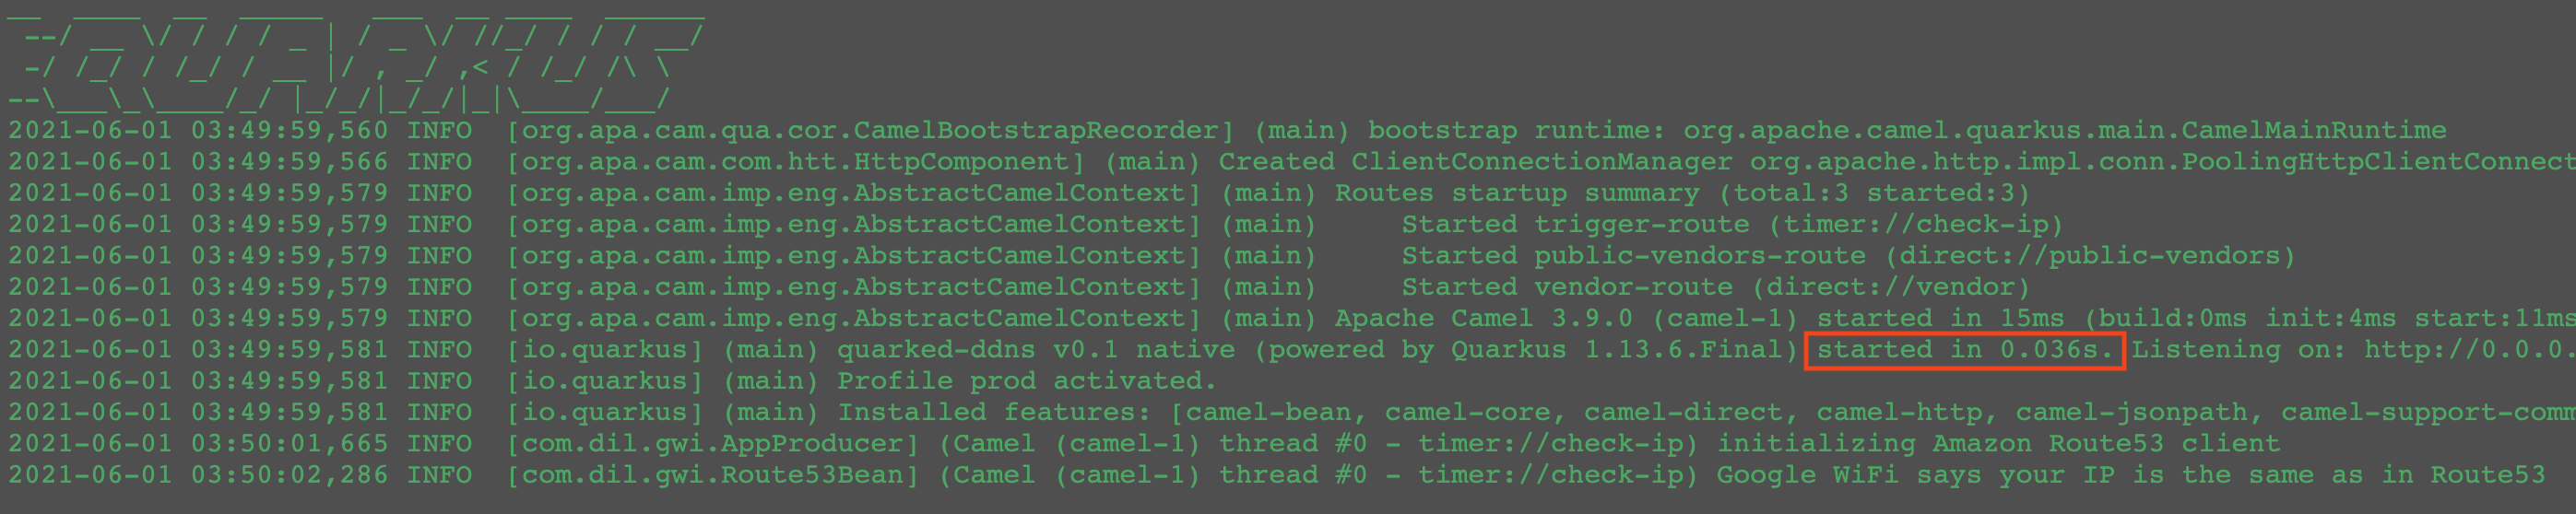 __  ____  __  _____   ___  __ ____  ______
 --/ __ \/ / / / _ | / _ \/ //_/ / / / __/
 -/ /_/ / /_/ / __ |/ , _/ ,< / /_/ /\ \
--\___\_\____/_/ |_/_/|_/_/|_|\____/___/
2021-06-01 03:49:59,560 INFO  [org.apa.cam.qua.cor.CamelBootstrapRecorder] (main) bootstrap runtime: org.apache.camel.quarkus.main.CamelMainRuntime
2021-06-01 03:49:59,566 INFO  [org.apa.cam.com.htt.HttpComponent] (main) Created ClientConnectionManager org.apache.http.impl.conn.PoolingHttpClientConnect
2021-06-01 03:49:59,579 INFO  [org.apa.cam.imp.eng.AbstractCamelContext] (main) Routes startup summary (total:3 started:3)
2021-06-01 03:49:59,579 INFO  [org.apa.cam.imp.eng.AbstractCamelContext] (main)     Started trigger-route (timer://check-ip)
2021-06-01 03:49:59,579 INFO  [org.apa.cam.imp.eng.AbstractCamelContext] (main)     Started public-vendors-route (direct://public-vendors)
2021-06-01 03:49:59,579 INFO  [org.apa.cam.imp.eng.AbstractCamelContext] (main)     Started vendor-route (direct://vendor)
2021-06-01 03:49:59,579 INFO  [org.apa.cam.imp.eng.AbstractCamelContext] (main) Apache Camel 3.9.0 (camel-1) started in 15ms (build:0ms init:4ms start:11ms
2021-06-01 03:49:59,581 INFO  [io.quarkus] (main) quarked-ddns v0.1 native (powered by Quarkus 1.13.6.Final) started in 0.036s. Listening on: http://0.0.0.
2021-06-01 03:49:59,581 INFO  [io.quarkus] (main) Profile prod activated.
2021-06-01 03:49:59,581 INFO  [io.quarkus] (main) Installed features: [camel-bean, camel-core, camel-direct, camel-http, camel-jsonpath, camel-support-comm
2021-06-01 03:50:01,665 INFO  [com.dil.gwi.AppProducer] (Camel (camel-1) thread #0 - timer://check-ip) initializing Amazon Route53 client
2021-06-01 03:50:02,286 INFO  [com.dil.gwi.Route53Bean] (Camel (camel-1) thread #0 - timer://check-ip) Google WiFi says your IP is the same as in Route53